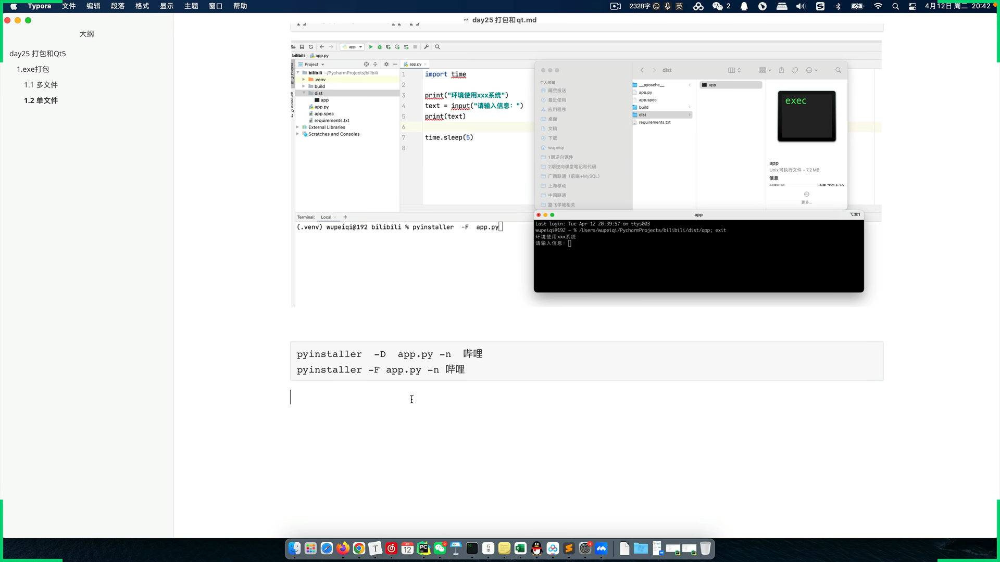 Typora 文件 编辑 段落 格式 显示 主题 窗口 帮助 2328字 英 2 4月12日 周二 20:42
day25 打包和qt.md
大纲
day25 打包和Qt5
1.exe打包
1.1 多文件
1.2 单文件
app
bilibili app.py
Project
app.py
bilibili ~/PycharmProjects/bilibili
.venv
build
dist
app
app.py
app.spec
requirements.txt
External Libraries
Scratches and Consoles
1 import time
2
3 print("环境使用xxx系统")
4 text = input("请输入信息: ")
5 print(text)
6
7 time.sleep(5)
8
dist
个人收藏
隔空投送
最近使用
应用程序
桌面
文稿
下载
wupeiqi
1期逆向课件
2期逆向课堂笔记和代码
广西联通（前端+MySQL）
上海移动
中国联通
路飞学城相关
__pycache__
app.py
app.spec
build
dist
requirements.txt
app
exec
app
Unix可执行文件 - 7.2 MB
信息
更多...
Terminal: Local +
(.venv) wupeiqi@192 bilibili % pyinstaller -F app.py
app ⌥⌘1
Last login: Tue Apr 12 20:39:57 on ttys003
wupeiqi@192 ~ % /Users/wupeiqi/PycharmProjects/bilibili/dist/app; exit
环境使用xxx系统
请输入信息:
pyinstaller -D app.py -n 哔哩
pyinstaller -F app.py -n 哔哩